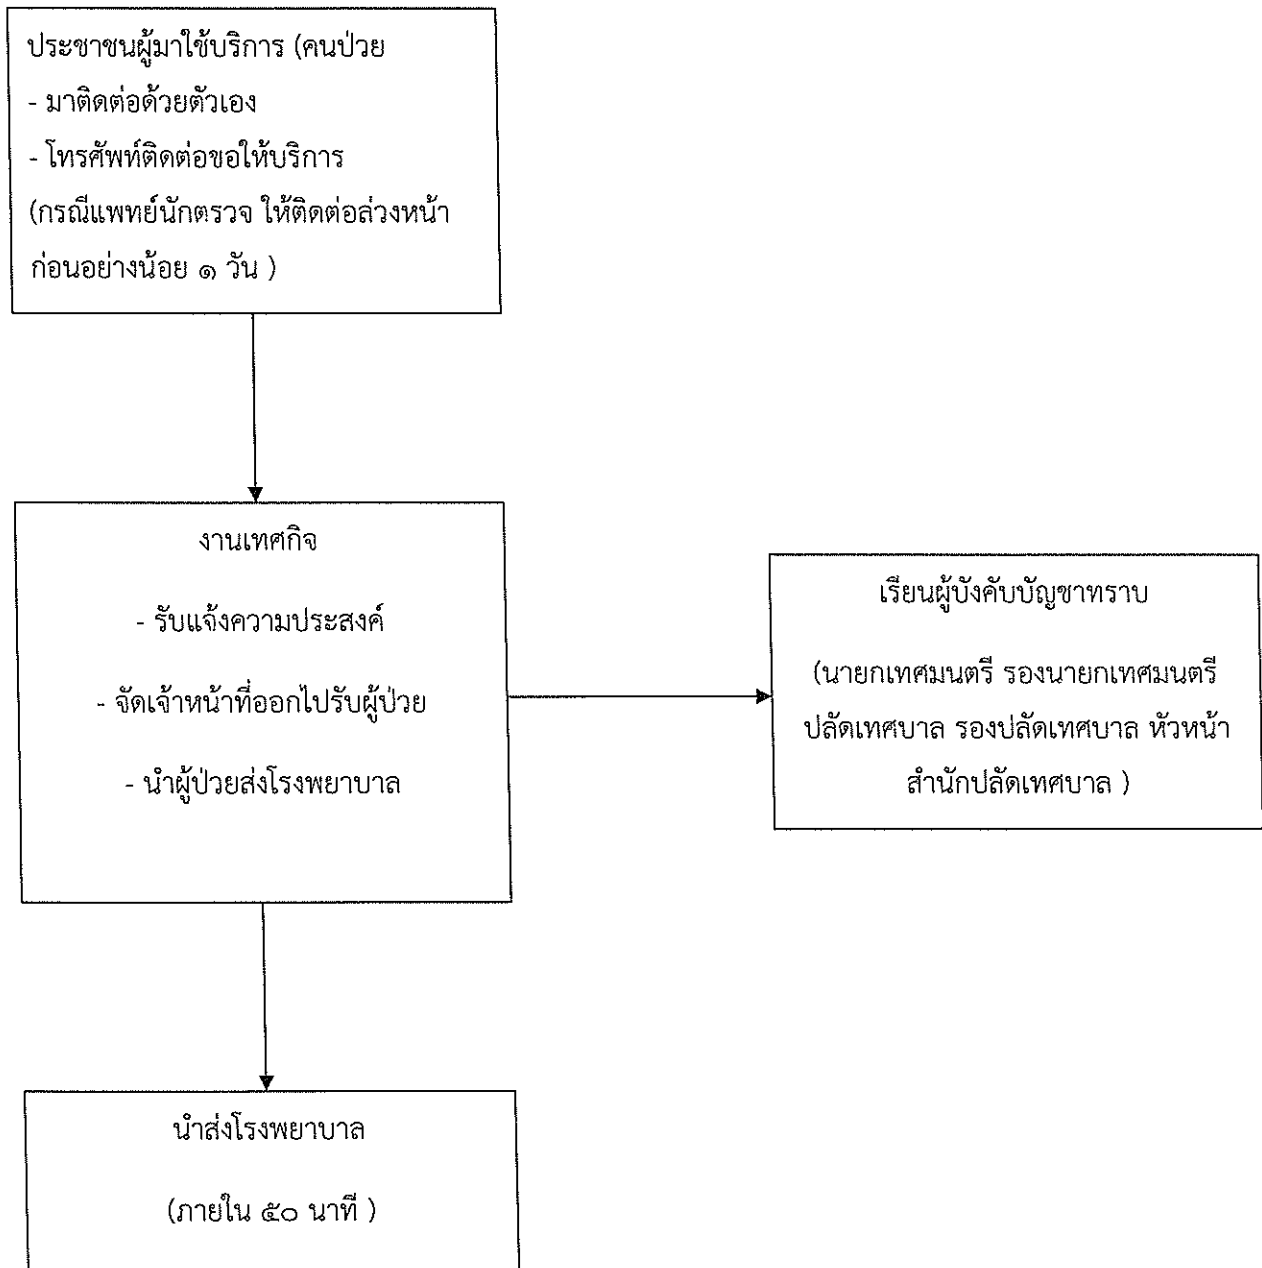 ประชาชนผู้มาใช้บริการ (คนป่วย
- มาติดต่อด้วยตัวเอง
- โทรศัพท์ติดต่อขอให้บริการ
(กรณีแพทย์นักตรวจ ให้ติดต่อล่วงหน้า
ก่อนอย่างน้อย ๑ วัน )
งานเทศกิจ
- รับแจ้งความประสงค์
- จัดเจ้าหน้าที่ออกไปรับผู้ป่วย
- นำผู้ป่วยส่งโรงพยาบาล
เรียนผู้บังคับบัญชาทราบ
(นายกเทศมนตรี รองนายกเทศมนตรี
ปลัดเทศบาล รองปลัดเทศบาล หัวหน้า
สำนักปลัดเทศบาล )
นำส่งโรงพยาบาล
(ภายใน ๕๐ นาที )